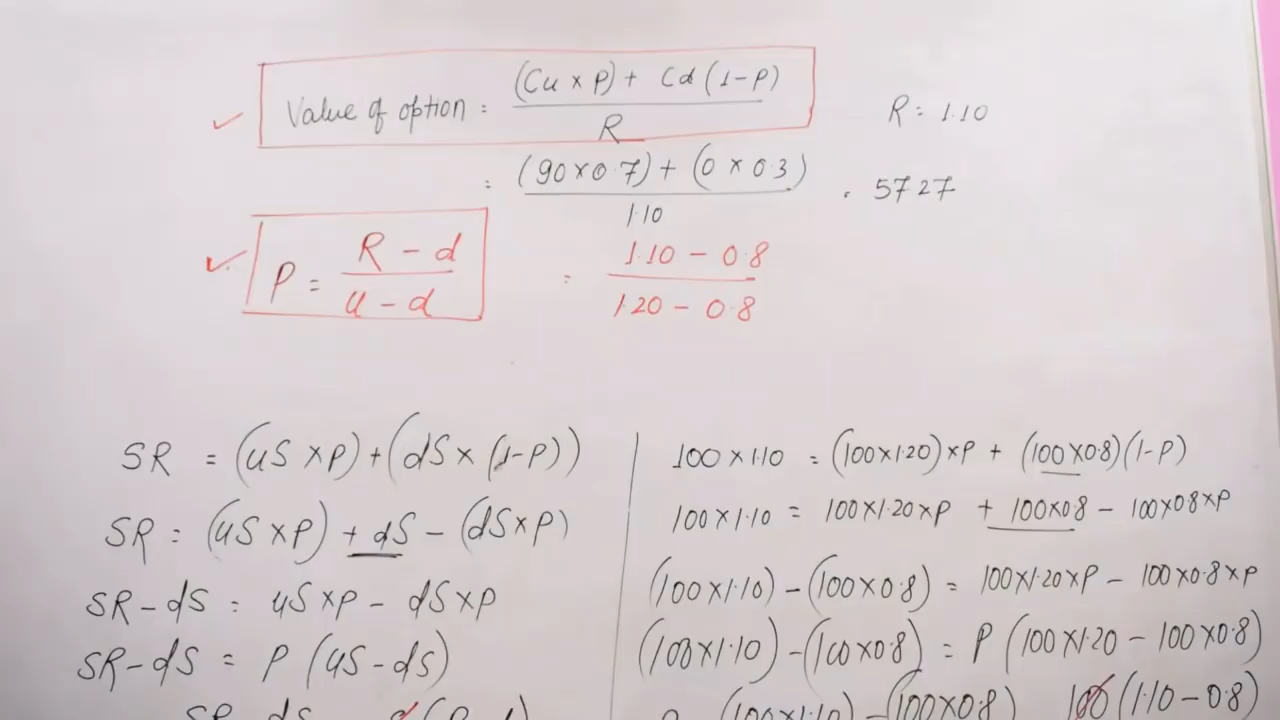 Value of option = (Cu × P) + Cd (1-P) / R
R = 1.10
= (90×0.7) + (0 × 0.3) / 1.10 . 5727
P = R - d / u - d = 1.10 - 0.8 / 1.20 - 0.8
SR = (uS × P) + (dS × (1-P))
SR = (uS × P) + dS - (dS×P)
SR-dS = uS×P - dS×P
SR-dS = P (uS-dS)
100×1.10 = (100×1.20)×P + (100×0.8)(1-P)
100×1.10 = 100×1.20×P + 100×0.8 - 100×0.8×P
(100×1.10) - (100×0.8) = 100×1.20×P - 100×0.8×P
(100×1.10) - (100×0.8) = P (100×1.20 - 100×0.8)
(100×1.10) - (100×0.8) 100 (1.10-0.8)